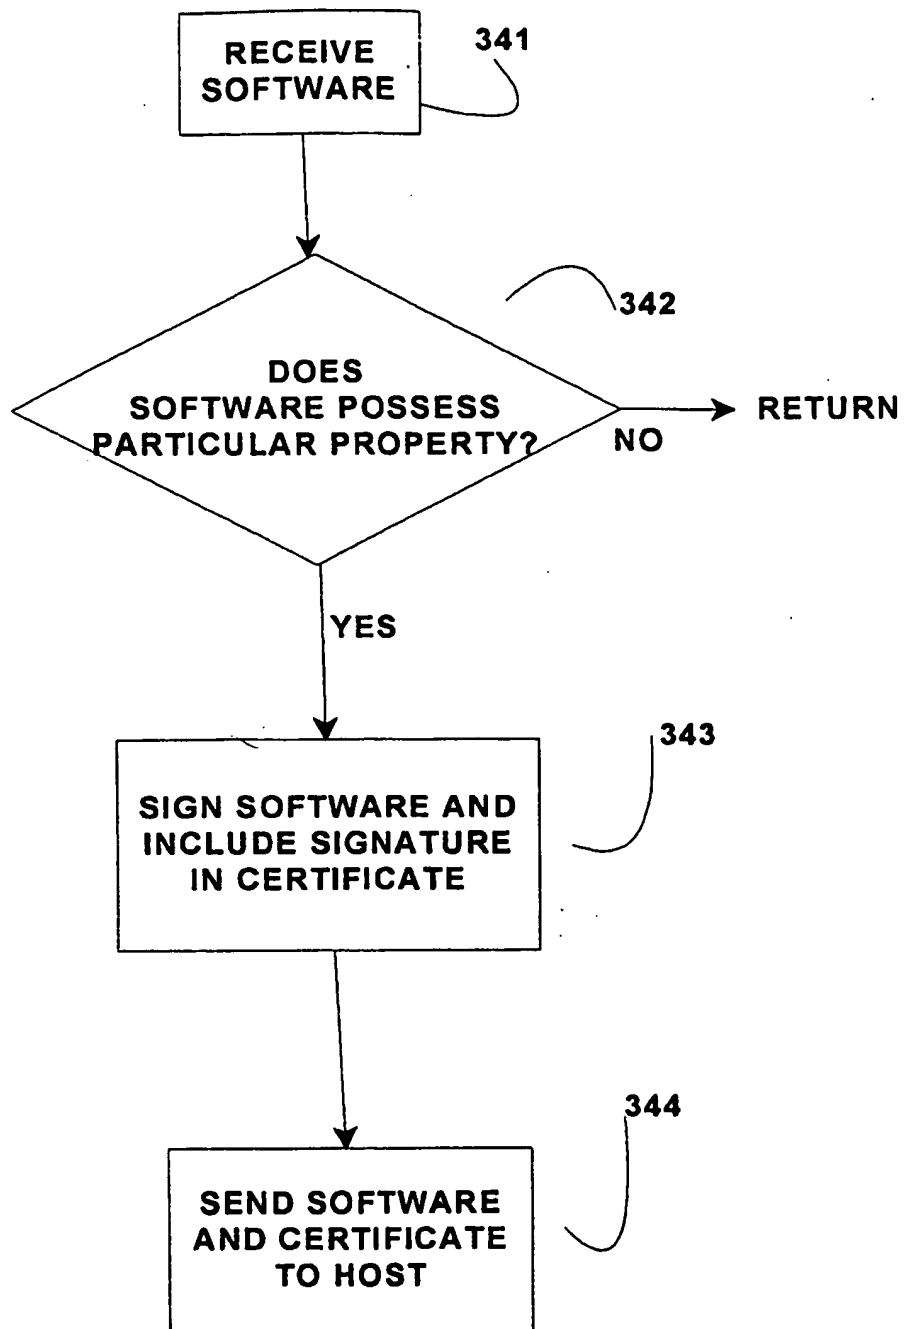 RECEIVE
SOFTWARE
341
342
DOES
SOFTWARE POSSESS
PARTICULAR PROPERTY?
NO
RETURN
YES
343
SIGN SOFTWARE AND
INCLUDE SIGNATURE
IN CERTIFICATE
344
SEND SOFTWARE
AND CERTIFICATE
TO HOST